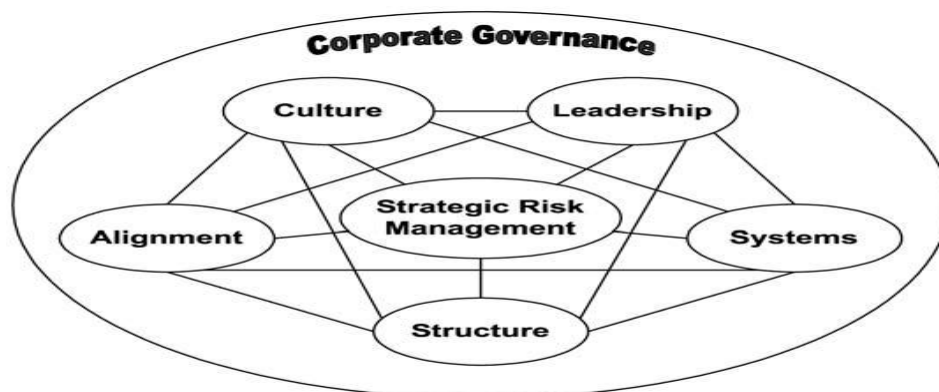 Corporate Governance
Culture
Leadership
Alignment
Strategic Risk
Management
Systems
Structure